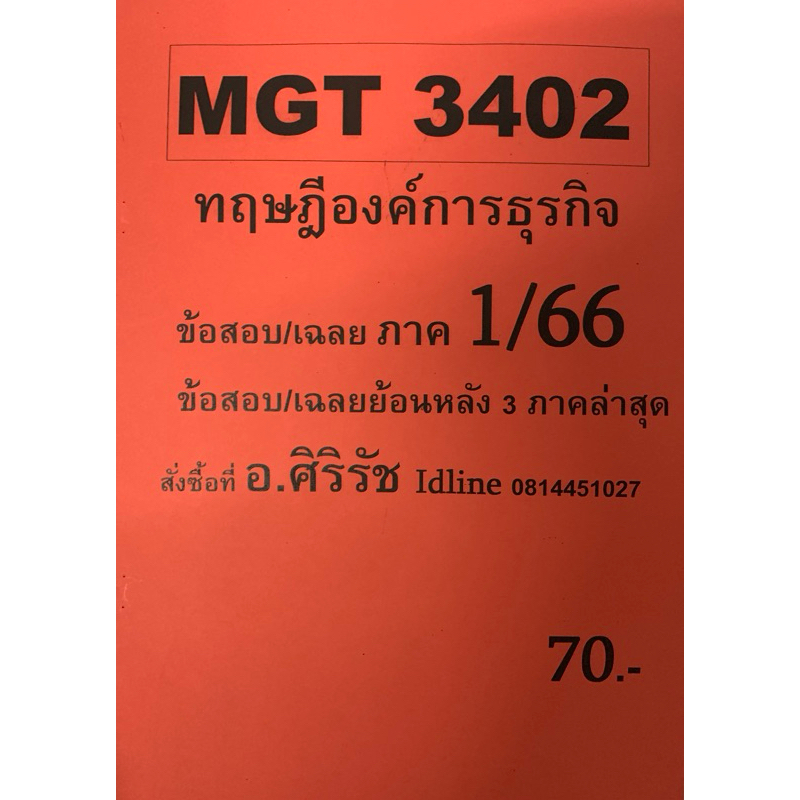 MGT 3402
ทฤษฎีองค์การธุรกิจ
ข้อสอบ/เฉลย ภาค 1/66
ข้อสอบ/เฉลยย้อนหลัง 3 ภาคล่าสุด
สั่งซื้อที่ อ.ศิริรัช Idline 0814451027
70.-